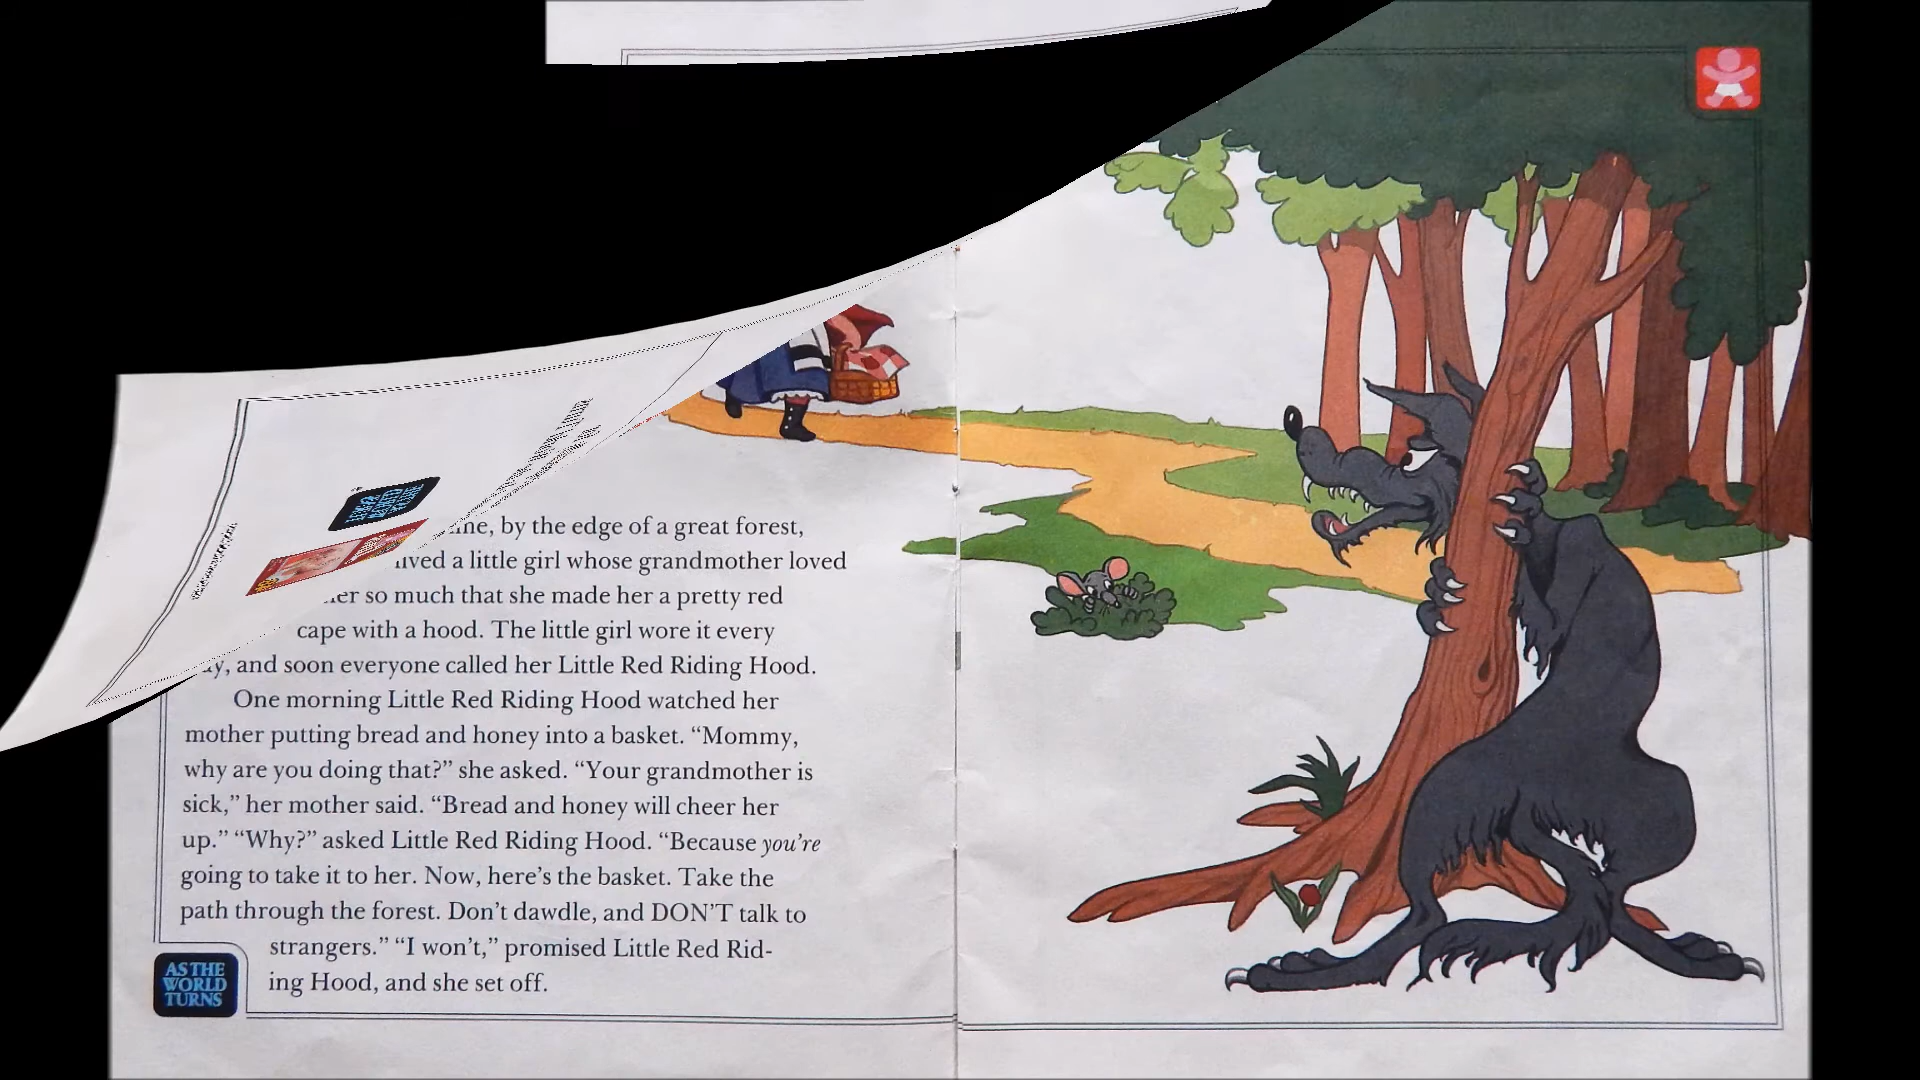 by the edge of a great forest,
a little girl whose grandmother loved
so much that she made her a pretty red
cape with a hood. The little girl wore it every
and soon everyone called her Little Red Riding Hood.
One morning Little Red Riding Hood watched her
mother putting bread and honey into a basket. “Mommy,
why are you doing that?” she asked. “Your grandmother is
sick,” her mother said. “Bread and honey will cheer her
up.” “Why?” asked Little Red Riding Hood. “Because you’re
going to take it to her. Now, here’s the basket. Take the
path through the forest. Don’t dawdle, and DON’T talk to
strangers.” “I won’t,” promised Little Red Rid-
ing Hood, and she set off.
AS THE
WORLD
TURNS